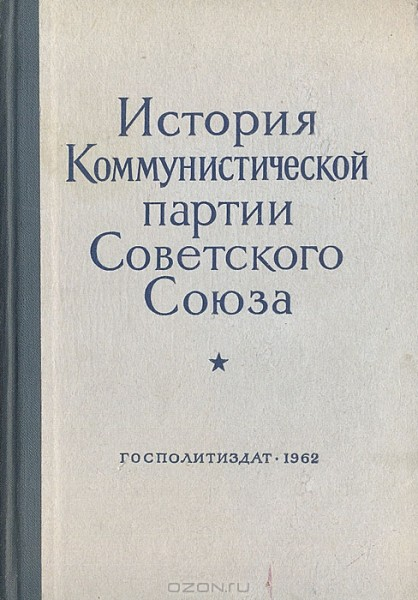 История
Коммунистической
партии
Советского
Союза
ГОСПОЛИТИЗДАТ · 1962
ozon.ru